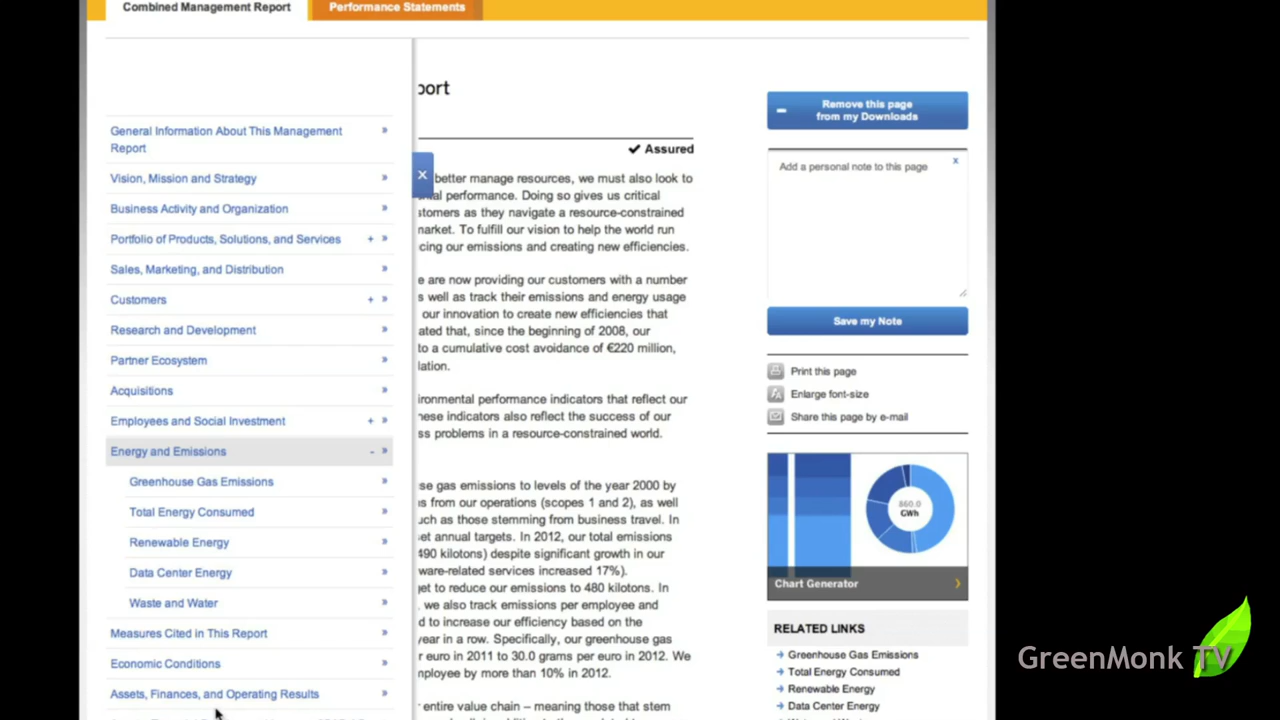 Combined Management Report
Performance Statements
General Information About This Management
Report
Vision, Mission and Strategy
Business Activity and Organization
Portfolio of Products, Solutions, and Services
Sales, Marketing, and Distribution
Customers
Research and Development
Partner Ecosystem
Acquisitions
Employees and Social Investment
Energy and Emissions
Greenhouse Gas Emissions
Total Energy Consumed
Renewable Energy
Data Center Energy
Waste and Water
Measures Cited in This Report
Economic Conditions
Assets, Finances, and Operating Results
port
Assured
better manage resources, we must also look to
performance. Doing so gives us critical
stomers as they navigate a resource-constrained
market. To fulfill our vision to help the world run
cing our emissions and creating new efficiencies.
e are now providing our customers with a number
s well as track their emissions and energy usage
our innovation to create new efficiencies that
ated that, since the beginning of 2008, our
to a cumulative cost avoidance of €220 million,
lation.
ironmental performance indicators that reflect our
hese indicators also reflect the success of our
ss problems in a resource-constrained world.
se gas emissions to levels of the year 2000 by
s from our operations (scopes 1 and 2), as well
uch as those stemming from business travel. In
et annual targets. In 2012, our total emissions
490 kilotons) despite significant growth in our
ware-related services increased 17%).
get to reduce our emissions to 480 kilotons. In
, we also track emissions per employee and
d to increase our efficiency based on the
year in a row. Specifically, our greenhouse gas
r euro in 2011 to 30.0 grams per euro in 2012. We
mployee by more than 10% in 2012.
entire value chain – meaning those that stem
Remove this page
from my Downloads
Add a personal note to this page
x
Save my Note
Print this page
Enlarge font-size
Share this page by e-mail
860.0
GWh
Chart Generator
RELATED LINKS
Greenhouse Gas Emissions
Total Energy Consumed
Renewable Energy
Data Center Energy
GreenMonk TV